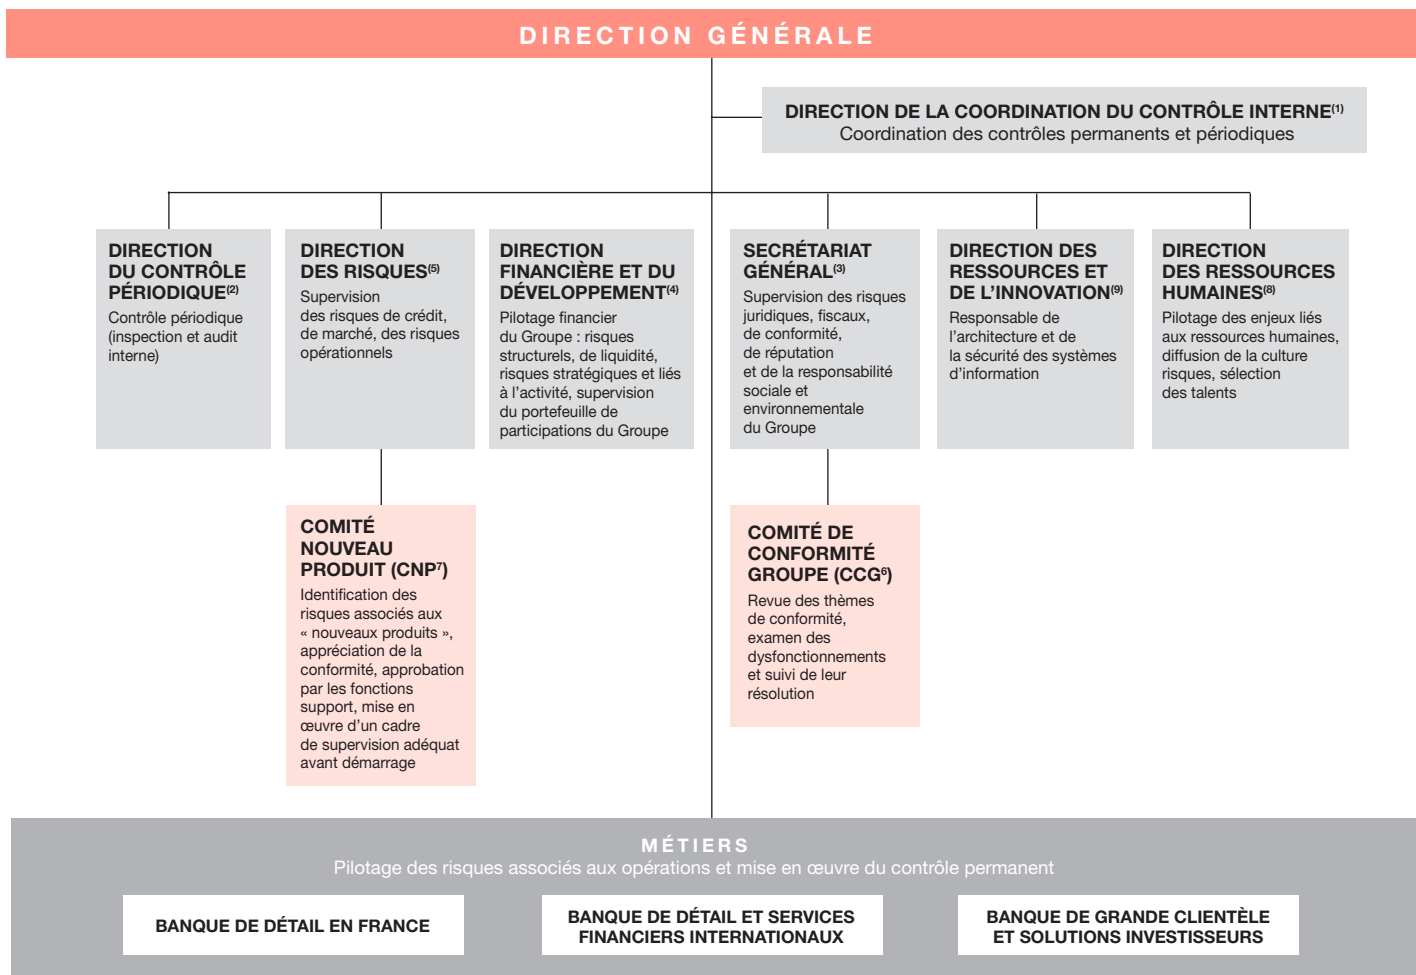 DIRECTION GÉNÉRALE
DIRECTION DE LA COORDINATION DU CONTRÔLE INTERNE(1)
Coordination des contrôles permanents et périodiques
DIRECTION
DU CONTRÔLE
PÉRIODIQUE(2)
Contrôle périodique
(inspection et audit
interne)
DIRECTION
DES RISQUES(5)
Supervision
des risques de crédit,
de marché, des risques
opérationnels
DIRECTION
FINANCIÈRE ET DU
DÉVELOPPEMENT(4)
Pilotage financier
du Groupe : risques
structurels, de liquidité,
risques stratégiques et liés
à l’activité, supervision
du portefeuille de
participations du Groupe
SECRÉTARIAT
GÉNÉRAL(3)
Supervision des risques
juridiques, fiscaux,
de conformité,
de réputation
et de la responsabilité
sociale et
environnementale
du Groupe
DIRECTION DES
RESSOURCES ET
DE L’INNOVATION(9)
Responsable de
l’architecture et de
la sécurité des systèmes
d’information
DIRECTION
DES RESSOURCES
HUMAINES(8)
Pilotage des enjeux liés
aux ressources humaines,
diffusion de la culture
risques, sélection
des talents
COMITÉ
NOUVEAU
PRODUIT (CNP7)
Identification des
risques associés aux
« nouveaux produits »,
appréciation de la
conformité, approbation
par les fonctions
support, mise en
œuvre d’un cadre
de supervision adéquat
avant démarrage
COMITÉ DE
CONFORMITÉ
GROUPE (CCG6)
Revue des thèmes
de conformité,
examen des
dysfonctionnements
et suivi de leur
résolution
MÉTIERS
Pilotage des risques associés aux opérations et mise en œuvre du contrôle permanent
BANQUE DE DÉTAIL EN FRANCE
BANQUE DE DÉTAIL ET SERVICES
FINANCIERS INTERNATIONAUX
BANQUE DE GRANDE CLIENTÈLE
ET SOLUTIONS INVESTISSEURS